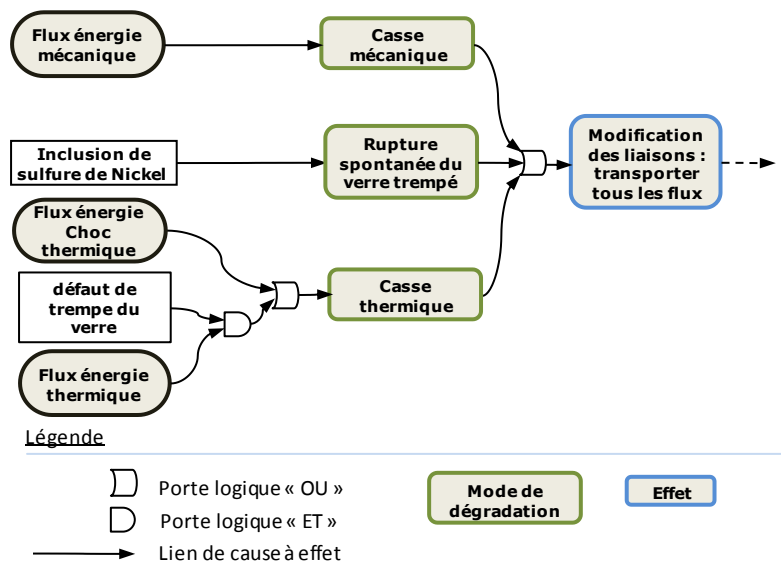 Flux énergie
mécanique
Casse
mécanique
Inclusion de
sulfure de Nickel
Rupture
spontanée du
verre trempé
Modification
des liaisons :
transporter
tous les flux
Flux énergie
Choc
thermique
défaut de
trempe du
verre
Casse
thermique
Flux énergie
thermique
Légende
Porte logique « OU »
Porte logique « ET »
Lien de cause à effet
Mode de
dégradation
Effet